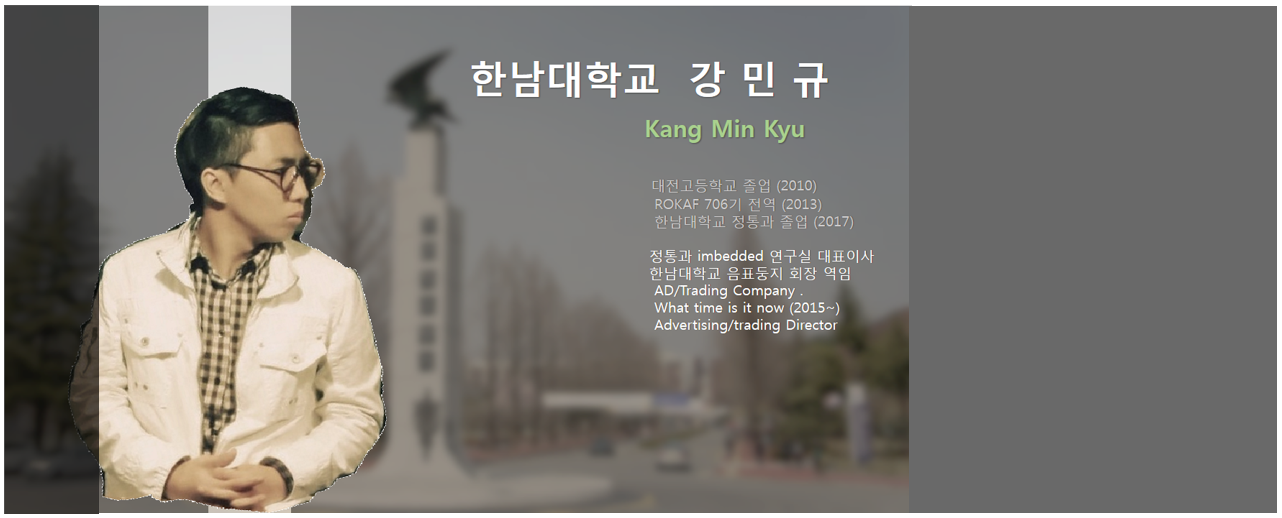 한남대학교 강 민 규
Kang Min Kyu
대전고등학교 졸업 (2010)
ROKAF 706기 전역 (2013)
한남대학교 정통과 졸업 (2017)
정통과 imbedded 연구실 대표이사
한남대학교 음표둥지 회장 역임
AD/Trading Company .
What time is it now (2015~)
Advertising/trading Director